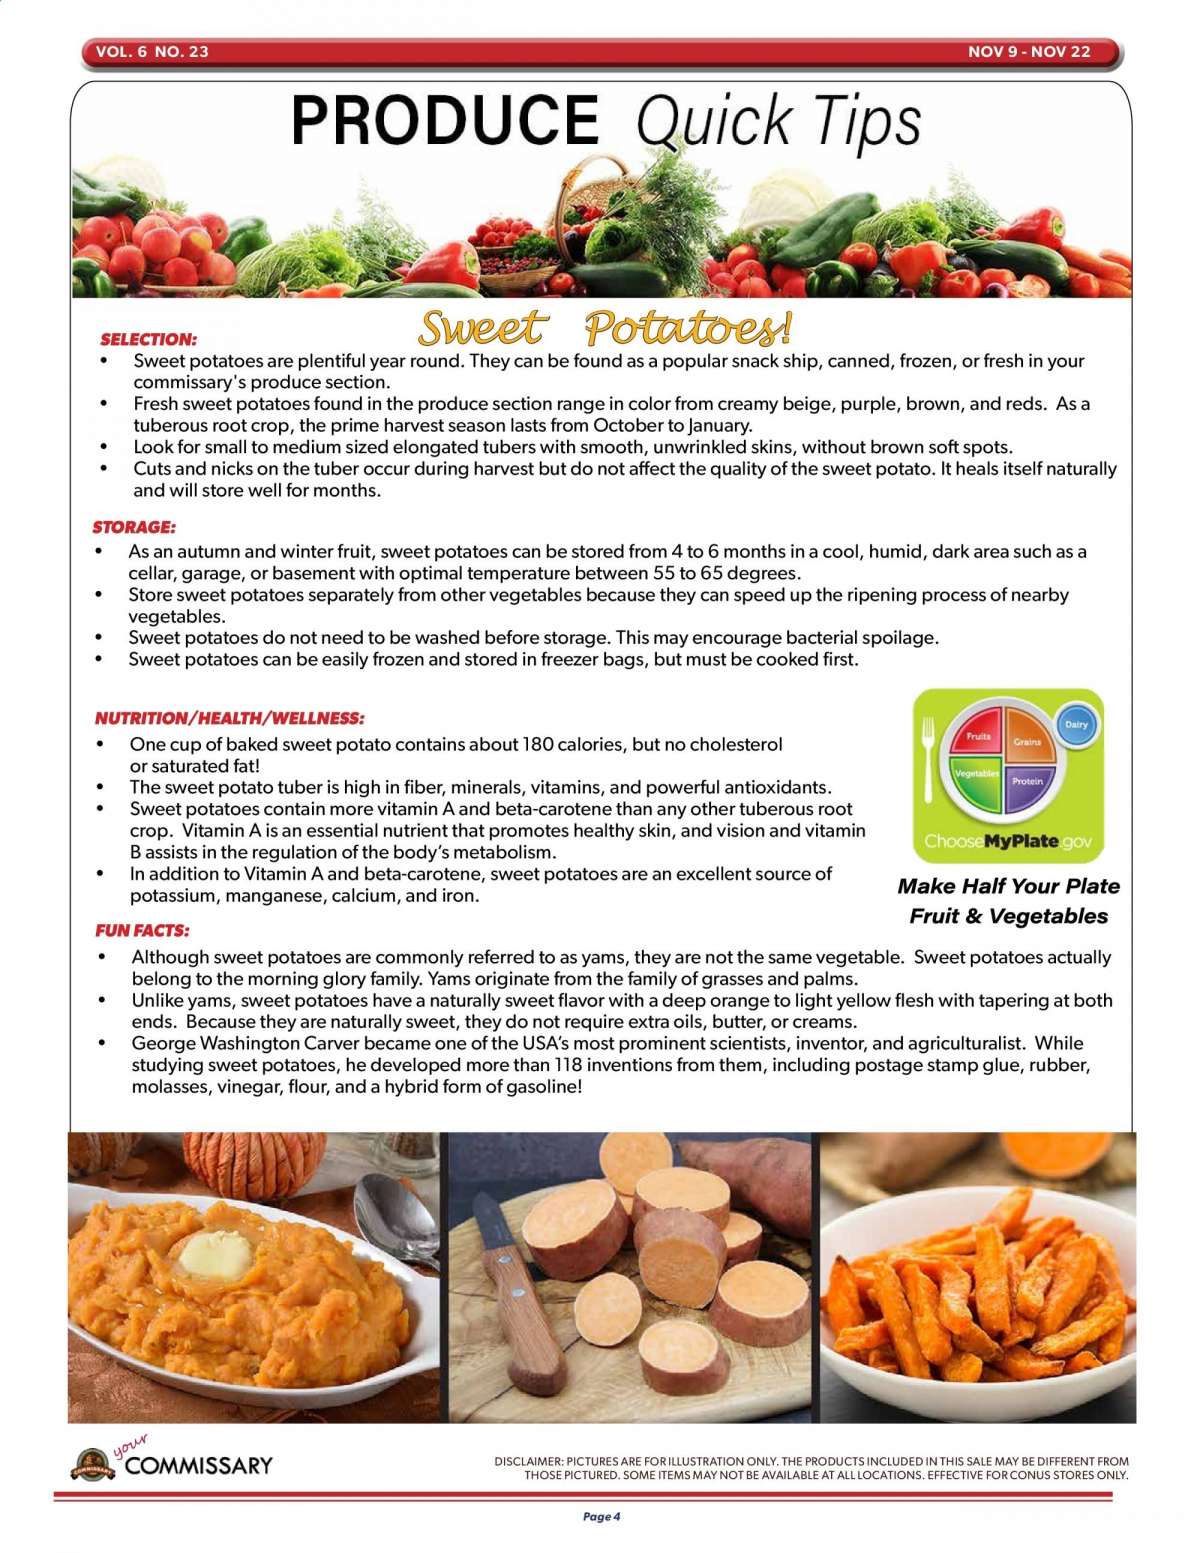 VOL. 6 NO. 23
NOV 9 - NOV 22
PRODUCE Quick Tips
Sweet Potatoes!
SELECTION:
• Sweet potatoes are plentiful year round. They can be found as a popular snack ship, canned, frozen, or fresh in your
commissary's produce section.
• Fresh sweet potatoes found in the produce section range in color from creamy beige, purple, brown, and reds. As a
tuberous root crop, the prime harvest season lasts from October to January.
• Look for small to medium sized elongated tubers with smooth, unwrinkled skins, without brown soft spots.
• Cuts and nicks on the tuber occur during harvest but do not affect the quality of the sweet potato. It heals itself naturally
and will store well for months.
STORAGE:
• As an autumn and winter fruit, sweet potatoes can be stored from 4 to 6 months in a cool, humid, dark area such as a
cellar, garage, or basement with optimal temperature between 55 to 65 degrees.
• Store sweet potatoes separately from other vegetables because they can speed up the ripening process of nearby
vegetables.
• Sweet potatoes do not need to be washed before storage. This may encourage bacterial spoilage.
• Sweet potatoes can be easily frozen and stored in freezer bags, but must be cooked first.
NUTRITION/HEALTH/WELLNESS:
• One cup of baked sweet potato contains about 180 calories, but no cholesterol
or saturated fat!
• The sweet potato tuber is high in fiber, minerals, vitamins, and powerful antioxidants.
• Sweet potatoes contain more vitamin A and beta-carotene than any other tuberous root
crop. Vitamin A is an essential nutrient that promotes healthy skin, and vision and vitamin
B assists in the regulation of the body's metabolism.
• In addition to Vitamin A and beta-carotene, sweet potatoes are an excellent source of
potassium, manganese, calcium, and iron.
Dairy
Fruits
Grains
Vegetables
Protein
ChooseMyPlate.gov
Make Half Your Plate
Fruit & Vegetables
FUN FACTS:
• Although sweet potatoes are commonly referred to as yams, they are not the same vegetable. Sweet potatoes actually
belong to the morning glory family. Yams originate from the family of grasses and palms.
• Unlike yams, sweet potatoes have a naturally sweet flavor with a deep orange to light yellow flesh with tapering at both
ends. Because they are naturally sweet, they do not require extra oils, butter, or creams.
• George Washington Carver became one of the USA's most prominent scientists, inventor, and agriculturalist. While
studying sweet potatoes, he developed more than 118 inventions from them, including postage stamp glue, rubber,
molasses, vinegar, flour, and a hybrid form of gasoline!
COMMISSARY
your
COMMISSARY
DISCLAIMER: PICTURES ARE FOR ILLUSTRATION ONLY. THE PRODUCTS INCLUDED IN THIS SALE MAY BE DIFFERENT FROM
THOSE PICTURED. SOME ITEMS MAY NOT BE AVAILABLE AT ALL LOCATIONS. EFFECTIVE FOR CONUS STORES ONLY.
Page 4